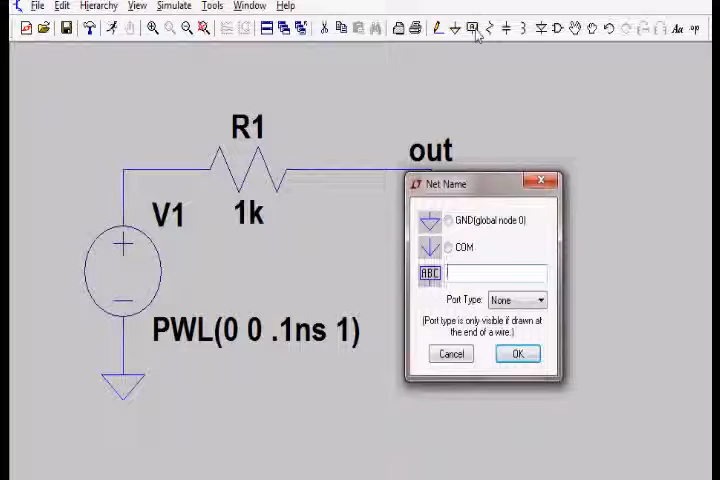 File Edit Hierarchy View Simulate Tools Window Help
Aa .op
R1
out
Net Name
1k
V1
GND(global node 0)
COM
ABC
Port Type: None
(Port type is only visible if drawn at
the end of a wire.)
PWL(0 0 .1ns 1)
Cancel OK